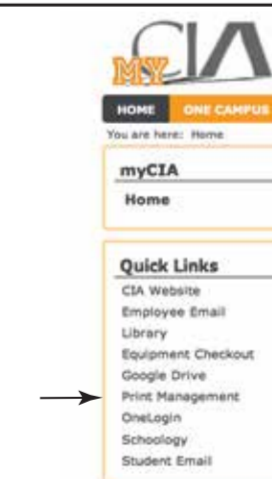 MY CIA
HOME ONE CAMPUS
You are here: Home
myCIA
Home
Quick Links
CIA Website
Employee Email
Library
Equipment Checkout
Google Drive
Print Management
OneLogin
Schoology
Student Email